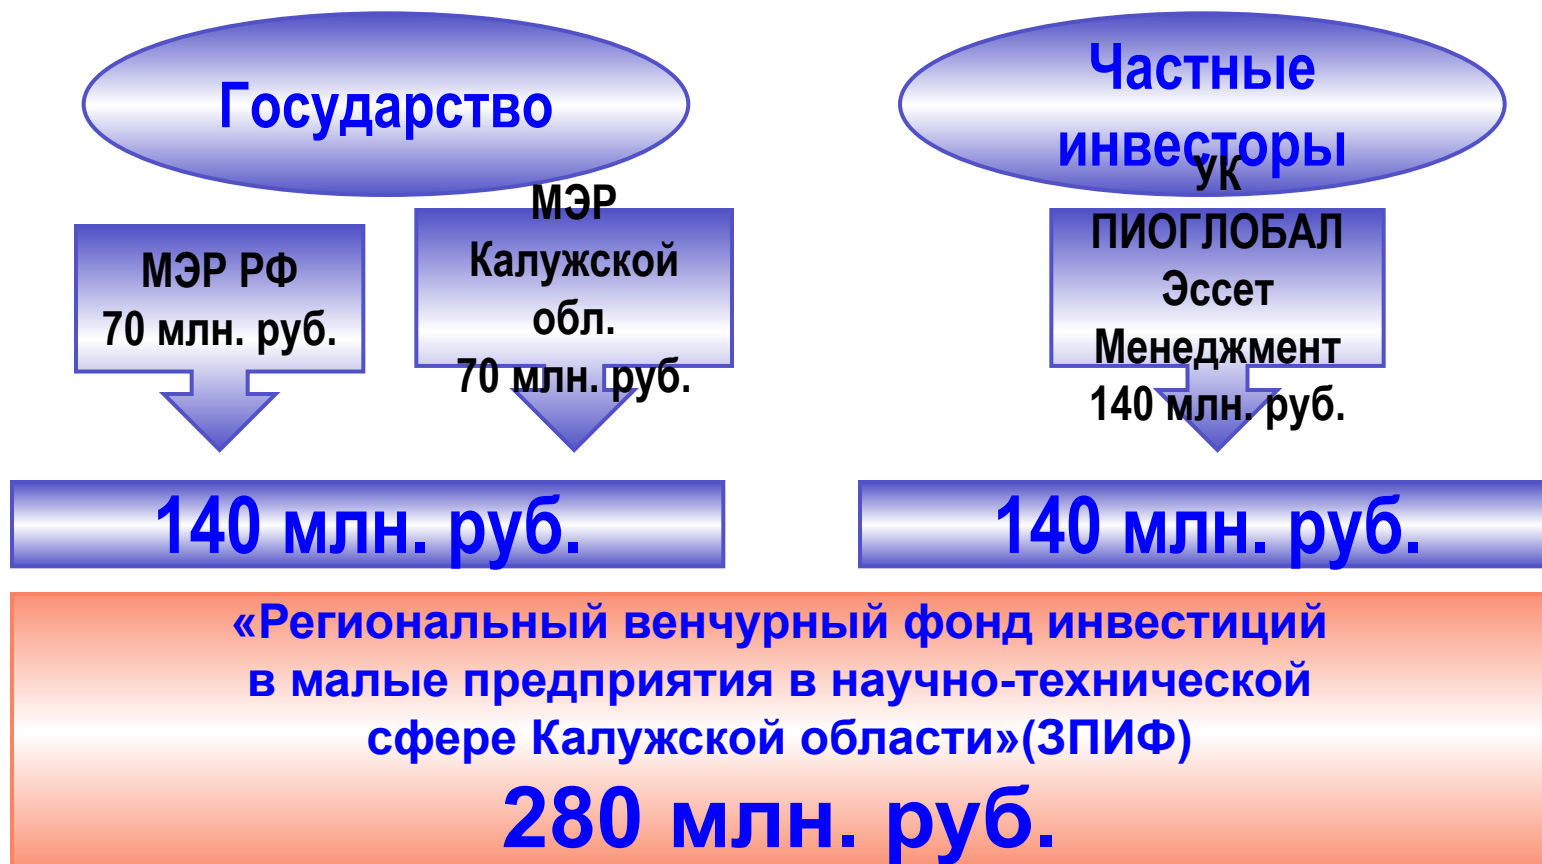 Государство
Частные
инвесторы
МЭР РФ
70 млн. руб.
МЭР
Калужской
обл.
70 млн. руб.
УК
ПИОГЛОБАЛ
Эссет
Менеджмент
140 млн. руб.
140 млн. руб.
140 млн. руб.
«Региональный венчурный фонд инвестиций
в малые предприятия в научно-технической
сфере Калужской области»(ЗПИФ)
280 млн. руб.